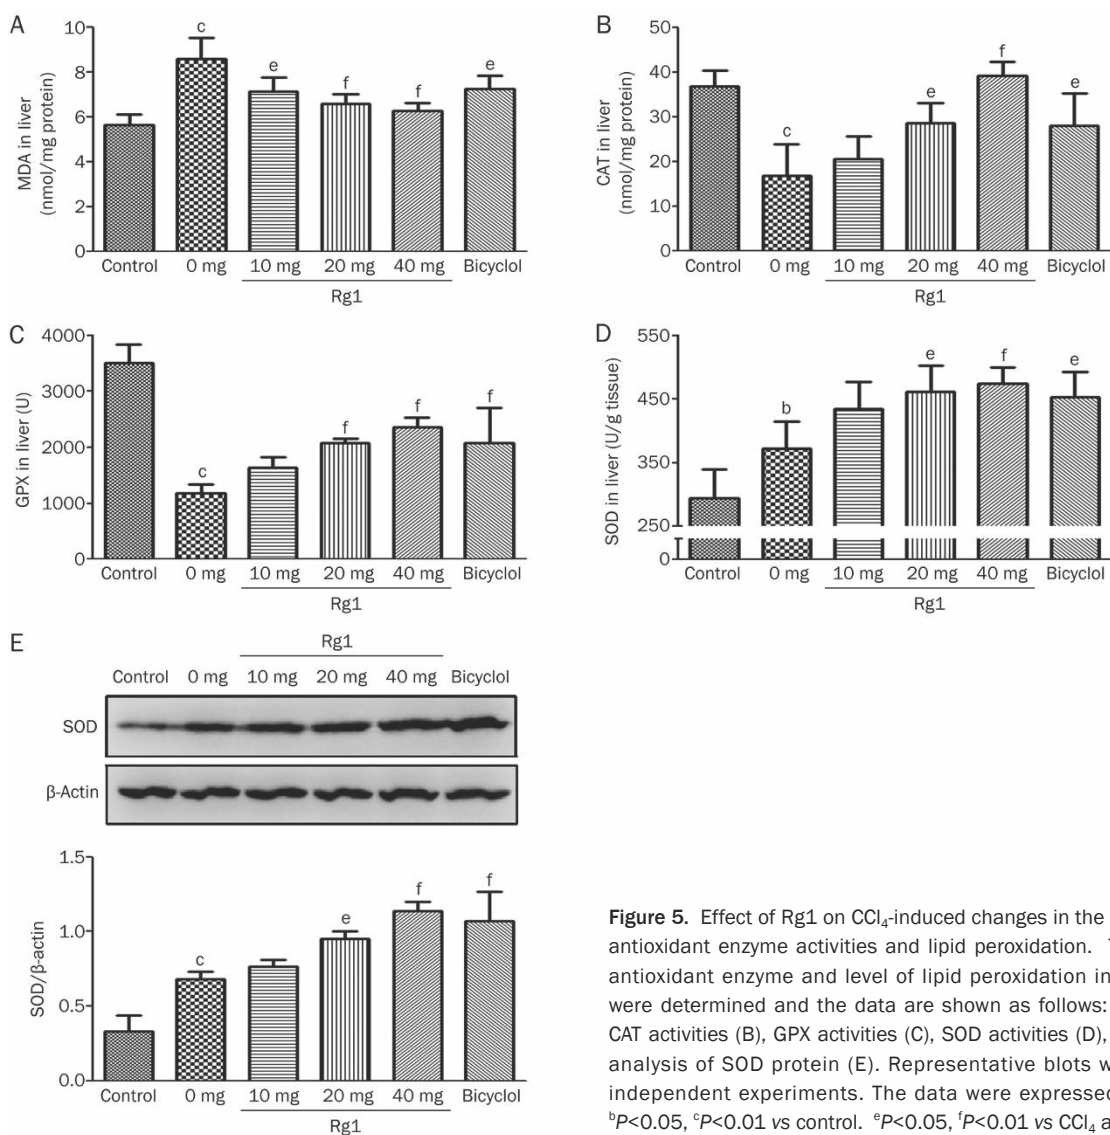 A
MDA in liver
(nmol/mg protein)
10
8
6
4
2
0
c
e
f
f
e
Control 0 mg 10 mg 20 mg 40 mg Bicyclol
Rg1
B
CAT in liver
(nmol/mg protein)
50
40
30
20
10
0
c
e
f
e
Control 0 mg 10 mg 20 mg 40 mg Bicyclol
Rg1
C
GPX in liver (U)
4000
3000
2000
1000
0
c
f
f
f
Control 0 mg 10 mg 20 mg 40 mg Bicyclol
Rg1
D
SOD in liver (U/g tissue)
550
450
350
250
0
b
e
f
e
Control 0 mg 10 mg 20 mg 40 mg Bicyclol
Rg1
E
Rg1
Control 0 mg 10 mg 20 mg 40 mg Bicyclol
SOD
β-Actin
SOD/β-actin
1.5
1.0
0.5
0.0
c
e
f
f
Control 0 mg 10 mg 20 mg 40 mg Bicyclol
Rg1
Figure 5. Effect of Rg1 on CCl₄-induced changes in the
antioxidant enzyme activities and lipid peroxidation.
antioxidant enzyme and level of lipid peroxidation in
were determined and the data are shown as follows:
CAT activities (B), GPX activities (C), SOD activities (D),
analysis of SOD protein (E). Representative blots w
independent experiments. The data were expressed
ᵇP<0.05, ᶜP<0.01 vs control. ᵉP<0.05, ᶠP<0.01 vs CCl₄ a